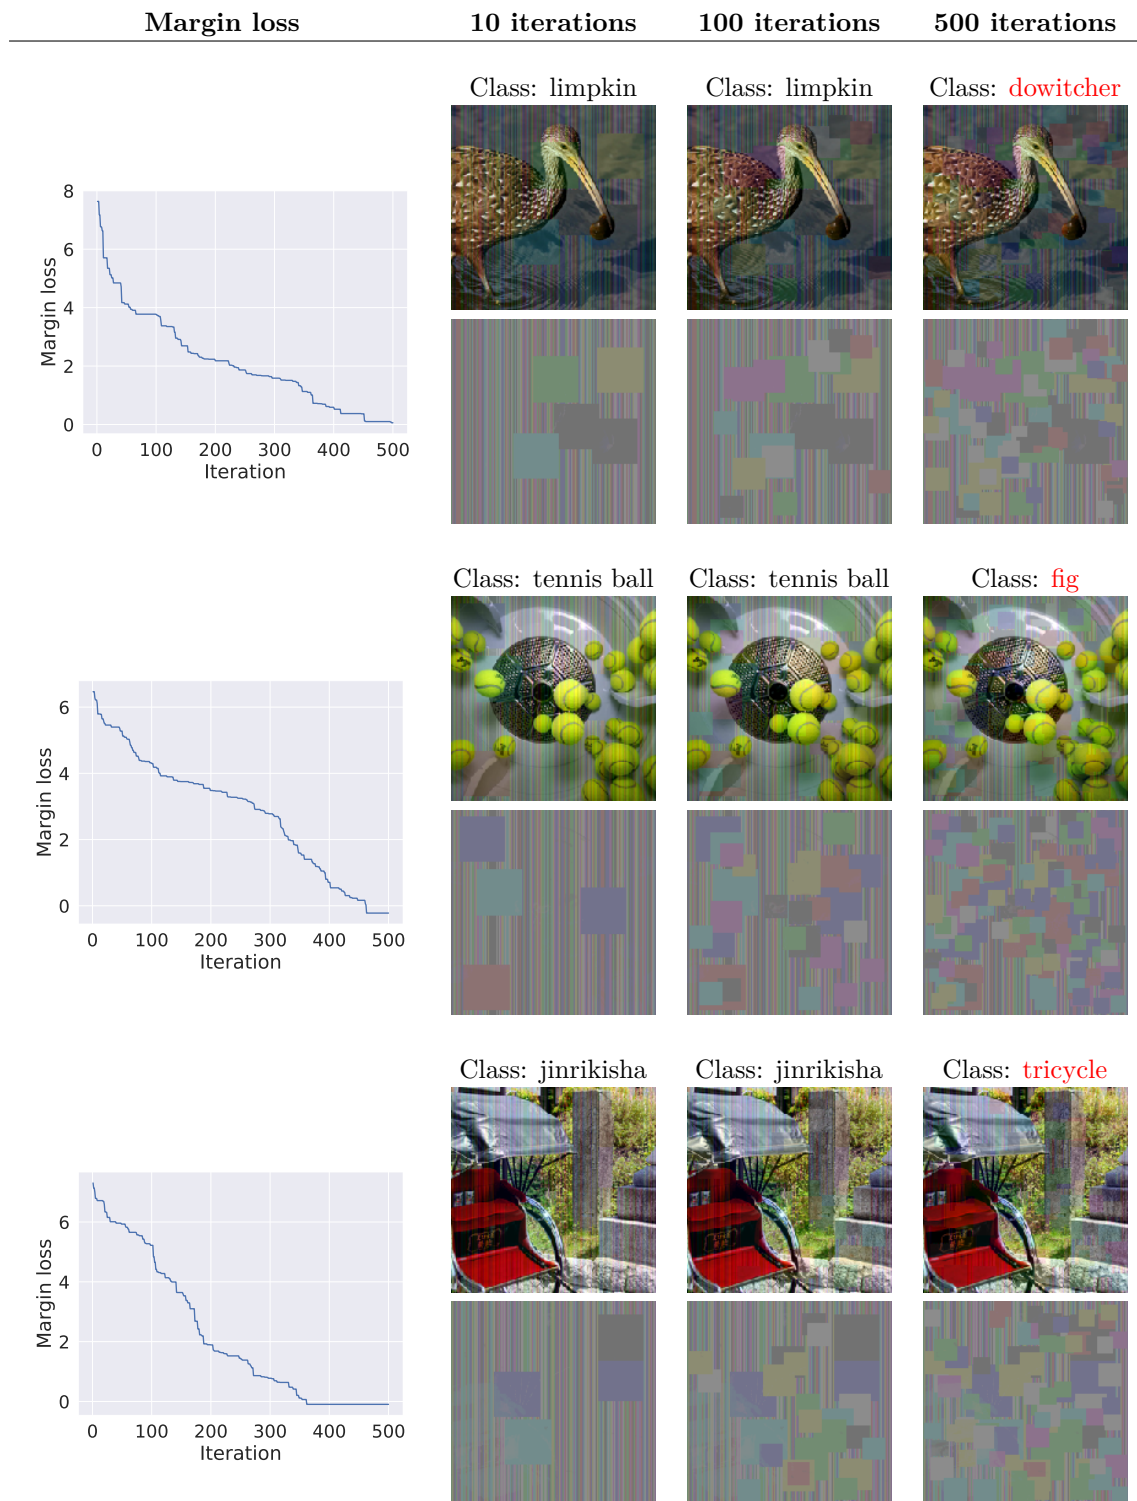 Margin loss 10 iterations 100 iterations 500 iterations
Class: limpkin Class: limpkin Class: dowitcher
8
6
4
2
0
Margin loss
0 100 200 300 400 500
Iteration
Class: tennis ball Class: tennis ball Class: fig
6
4
2
0
Margin loss
0 100 200 300 400 500
Iteration
Class: jinrikisha Class: jinrikisha Class: tricycle
6
4
2
0
Margin loss
0 100 200 300 400 500
Iteration